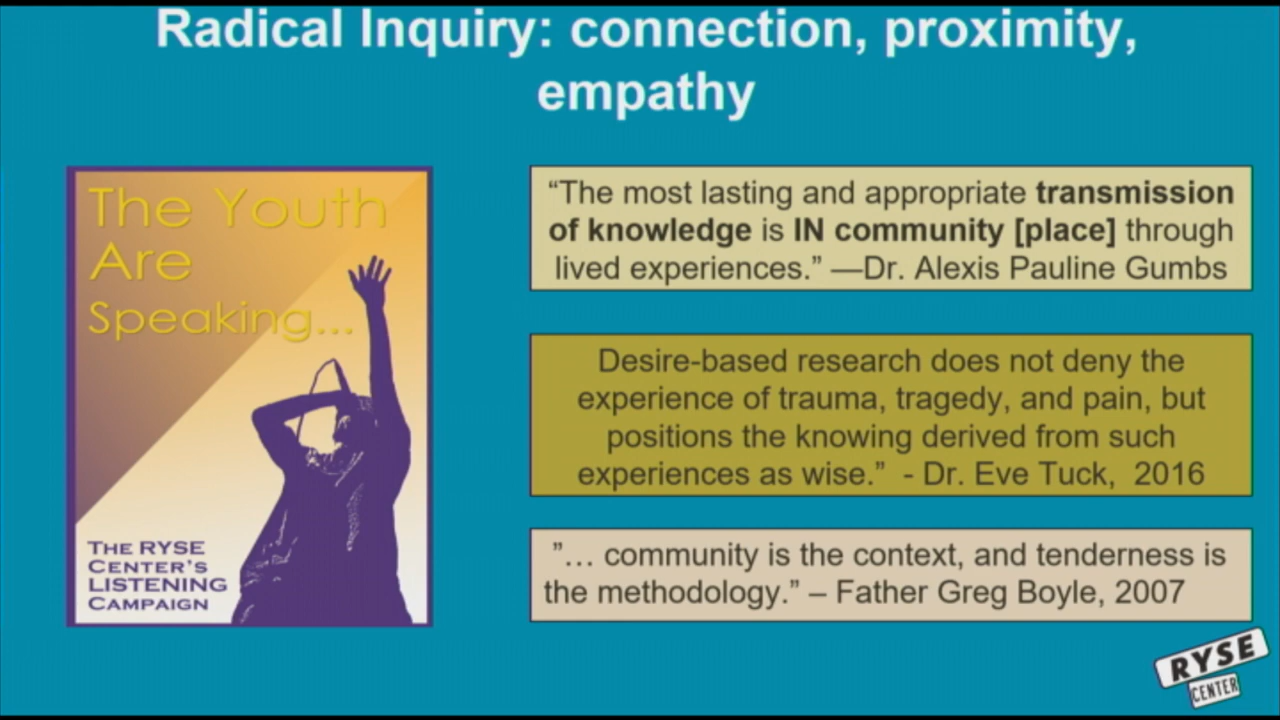 Radical Inquiry: connection, proximity,
empathy
The Youth
Are
Speaking...
THE RYSE
CENTER'S
LISTENING
CAMPAIGN
“The most lasting and appropriate transmission
of knowledge is IN community [place] through
lived experiences.” —Dr. Alexis Pauline Gumbs
Desire-based research does not deny the
experience of trauma, tragedy, and pain, but
positions the knowing derived from such
experiences as wise.” - Dr. Eve Tuck, 2016
”... community is the context, and tenderness is
the methodology.” – Father Greg Boyle, 2007
RYSE
CENTER